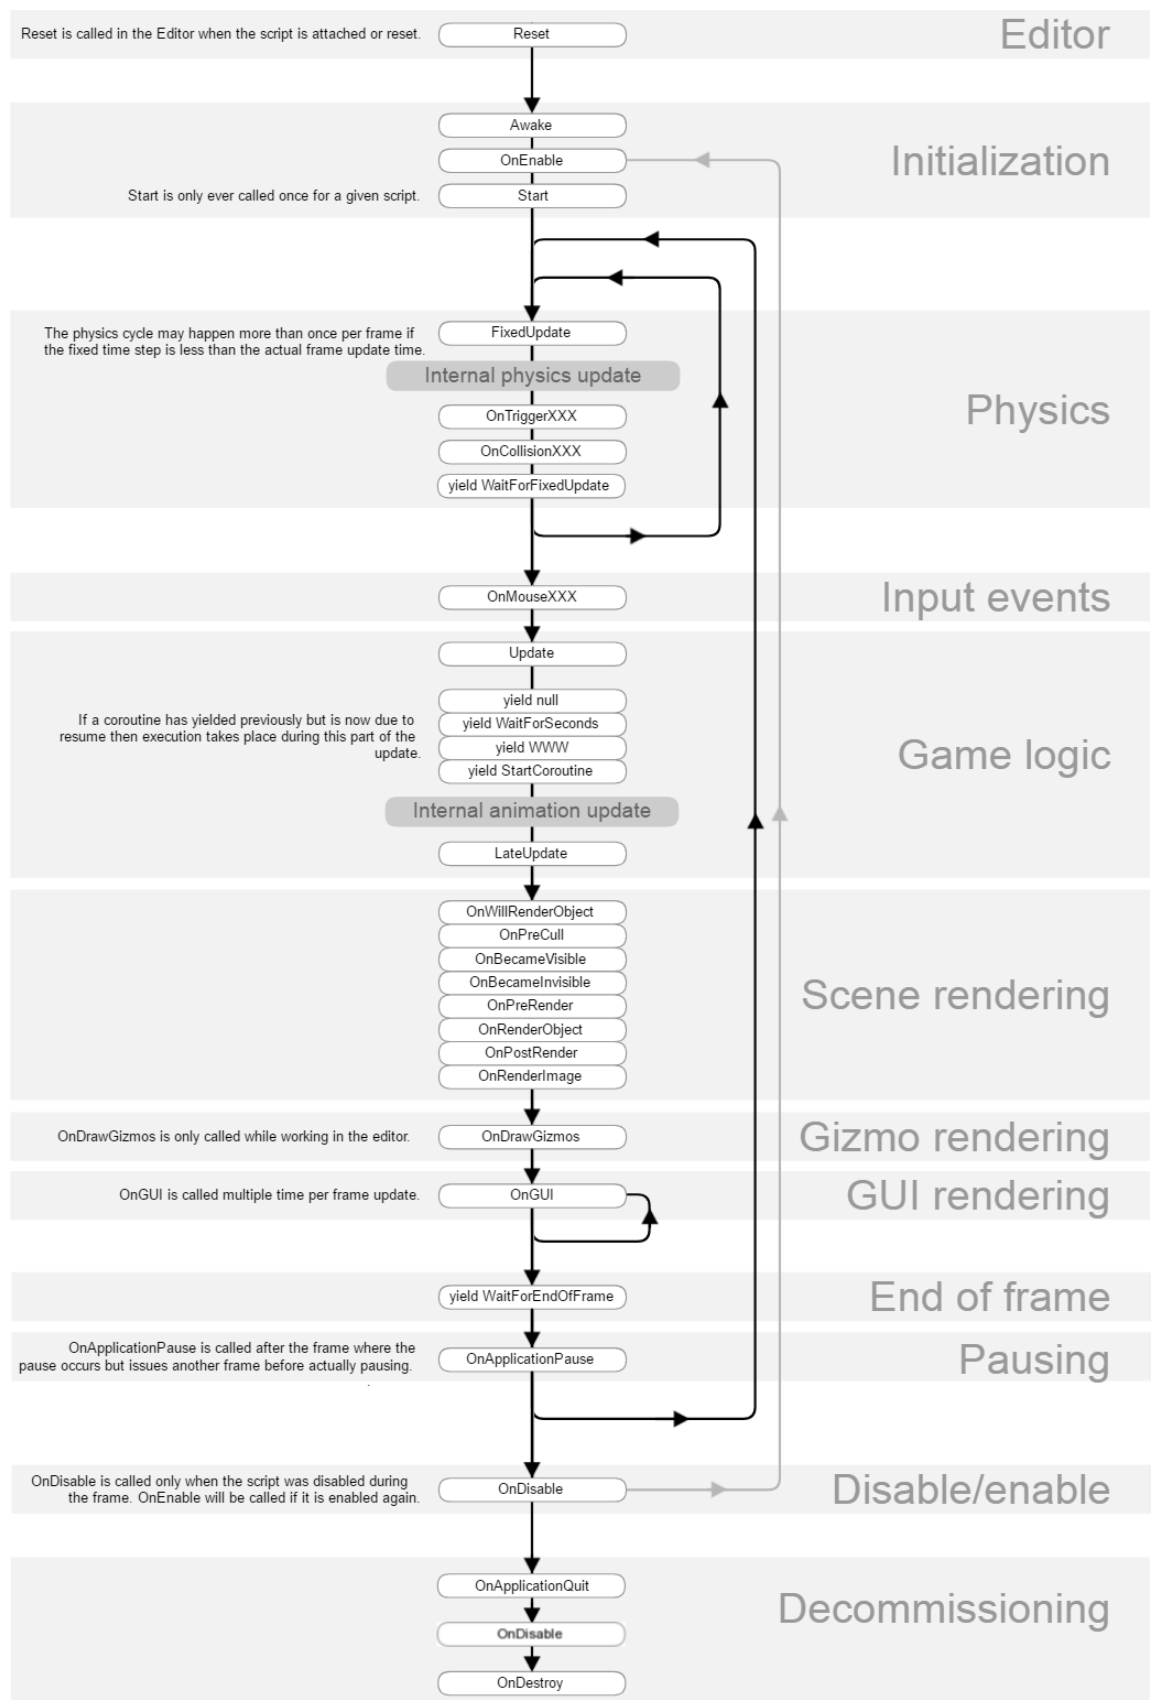 Reset is called in the Editor when the script is attached or reset.
Reset
Editor
Awake
OnEnable
Initialization
Start is only ever called once for a given script.
Start
The physics cycle may happen more than once per frame if
the fixed time step is less than the actual frame update time.
FixedUpdate
Internal physics update
OnTriggerXXX
Physics
OnCollisionXXX
yield WaitForFixedUpdate
OnMouseXXX
Input events
Update
yield null
If a coroutine has yielded previously but is now due to
resume then execution takes place during this part of the
update.
yield WaitForSeconds
yield WWW
yield StartCoroutine
Game logic
Internal animation update
LateUpdate
OnWillRenderObject
OnPreCull
OnBecameVisible
OnBecameInvisible
Scene rendering
OnPreRender
OnRenderObject
OnPostRender
OnRenderImage
OnDrawGizmos is only called while working in the editor.
OnDrawGizmos
Gizmo rendering
OnGUI is called multiple time per frame update.
OnGUI
GUI rendering
yield WaitForEndOfFrame
End of frame
OnApplicationPause is called after the frame where the
pause occurs but issues another frame before actually pausing.
.
OnApplicationPause
Pausing
OnDisable is called only when the script was disabled during
the frame. OnEnable will be called if it is enabled again.
OnDisable
Disable/enable
OnApplicationQuit
Decommissioning
OnDisable
OnDestroy